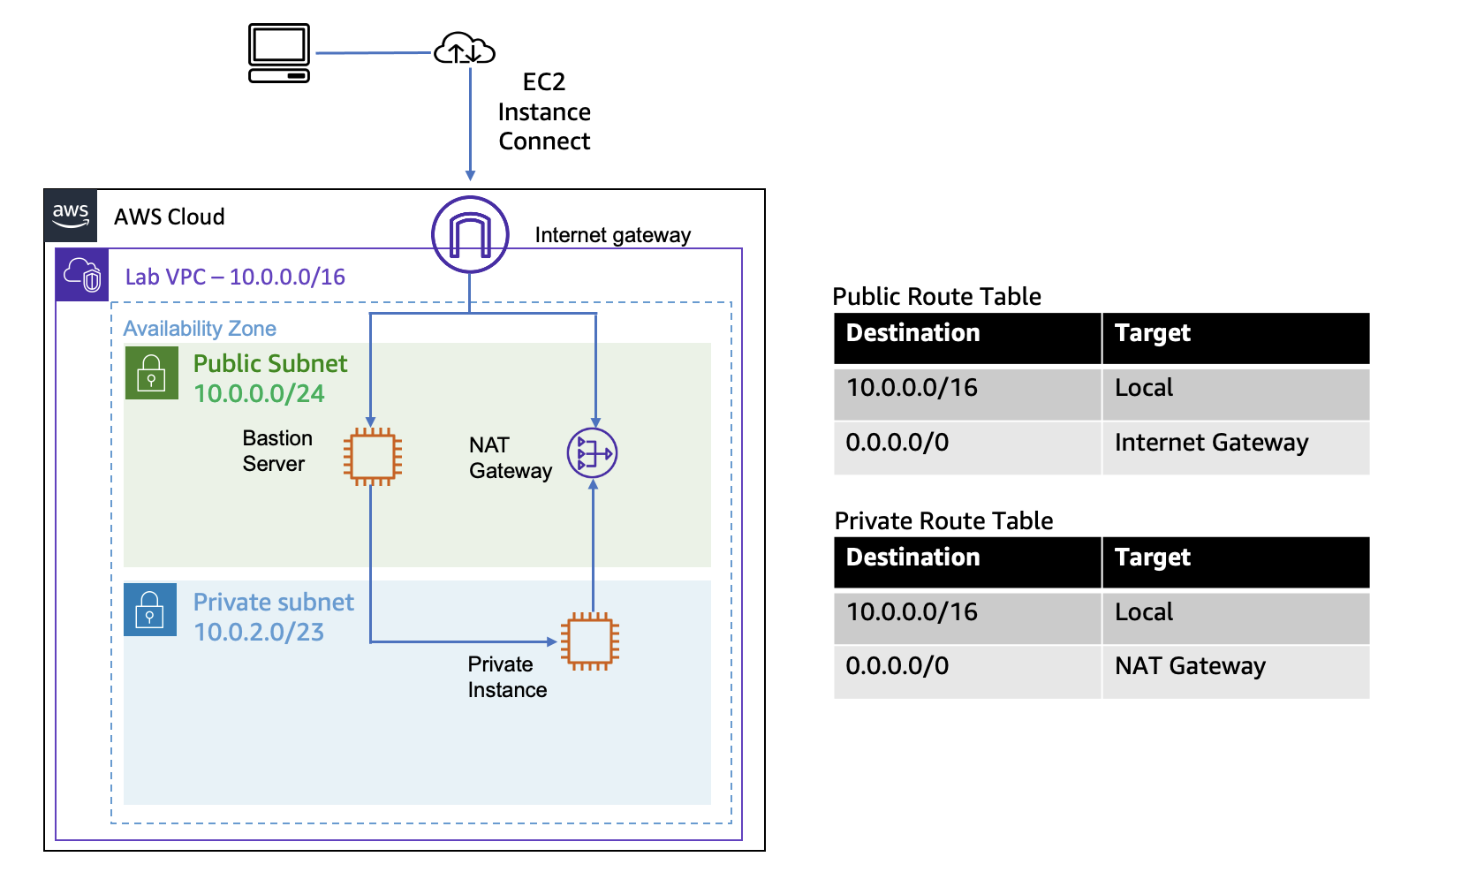 EC2
Instance
Connect
aws
AWS Cloud
Internet gateway
Lab VPC – 10.0.0.0/16
Availability Zone
Public Subnet
10.0.0.0/24
Bastion
Server
NAT
Gateway
Private subnet
10.0.2.0/23
Private
Instance
Public Route Table
Destination Target
10.0.0.0/16 Local
0.0.0.0/0 Internet Gateway
Private Route Table
Destination Target
10.0.0.0/16 Local
0.0.0.0/0 NAT Gateway